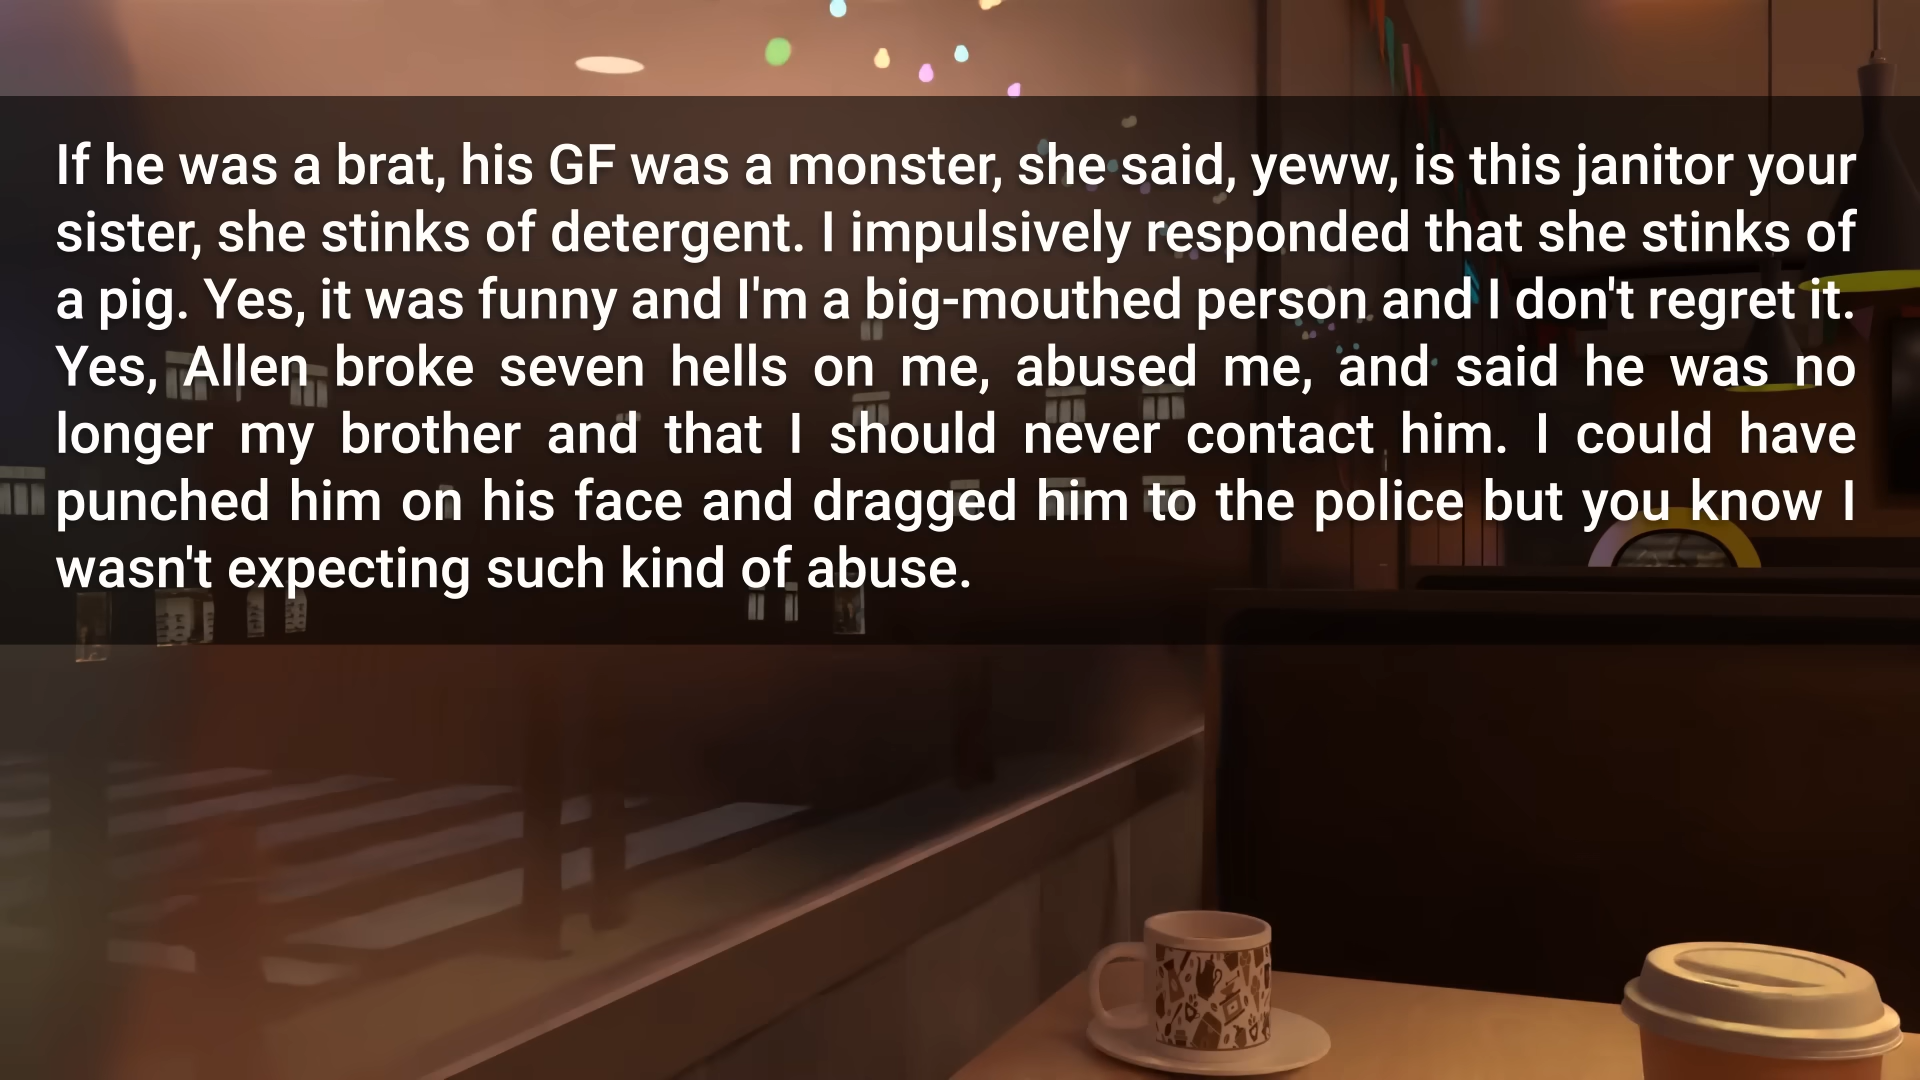 If he was a brat, his GF was a monster, she said, yeww, is this janitor your
sister, she stinks of detergent. I impulsively responded that she stinks of
a pig. Yes, it was funny and I'm a big-mouthed person and I don't regret it.
Yes, Allen broke seven hells on me, abused me, and said he was no
longer my brother and that I should never contact him. I could have
punched him on his face and dragged him to the police but you know I
wasn't expecting such kind of abuse.